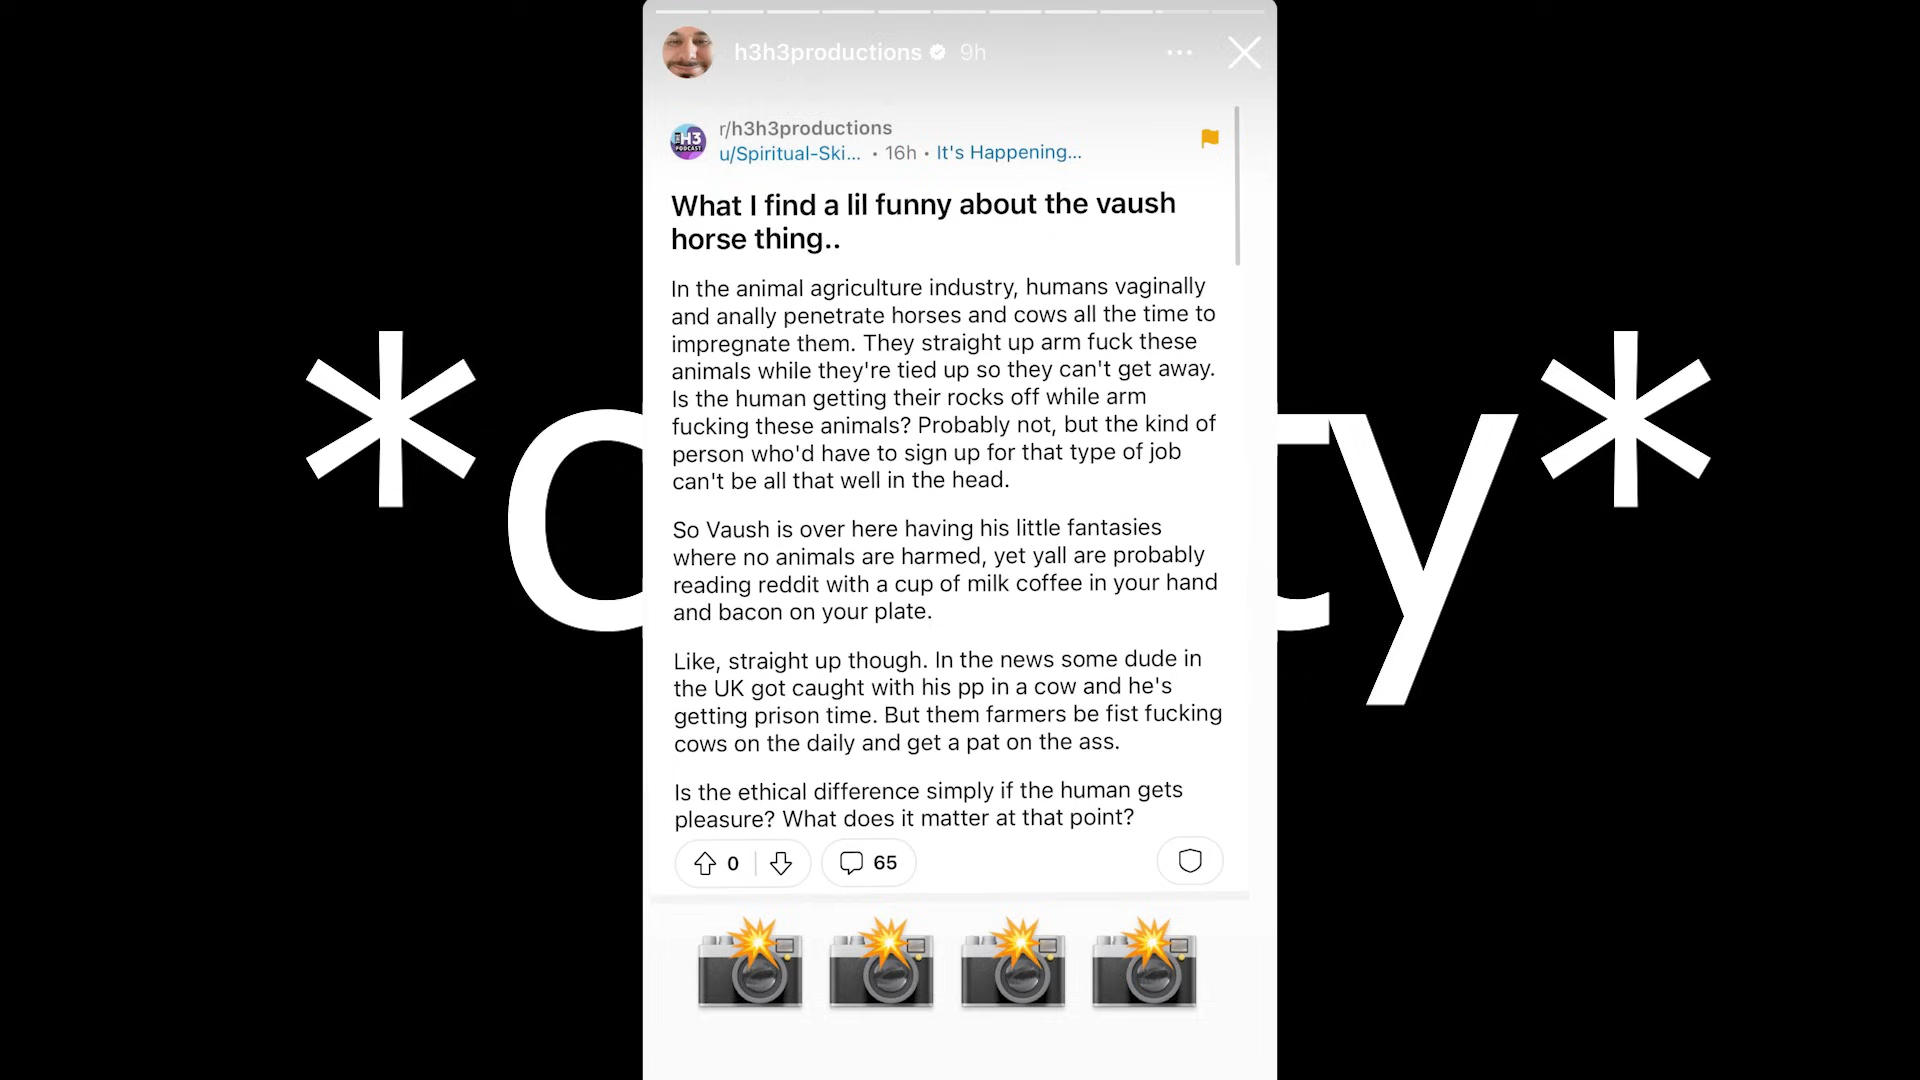 h3h3productions 9h
r/h3h3productions
u/Spiritual-Ski... • 16h • It's Happening...
What I find a lil funny about the vaush
horse thing..
In the animal agriculture industry, humans vaginally
and anally penetrate horses and cows all the time to
impregnate them. They straight up arm fuck these
animals while they're tied up so they can't get away.
Is the human getting their rocks off while arm
fucking these animals? Probably not, but the kind of
person who'd have to sign up for that type of job
can't be all that well in the head.
So Vaush is over here having his little fantasies
where no animals are harmed, yet yall are probably
reading reddit with a cup of milk coffee in your hand
and bacon on your plate.
Like, straight up though. In the news some dude in
the UK got caught with his pp in a cow and he's
getting prison time. But them farmers be fist fucking
cows on the daily and get a pat on the ass.
Is the ethical difference simply if the human gets
pleasure? What does it matter at that point?
0 65
H3
PODCAST